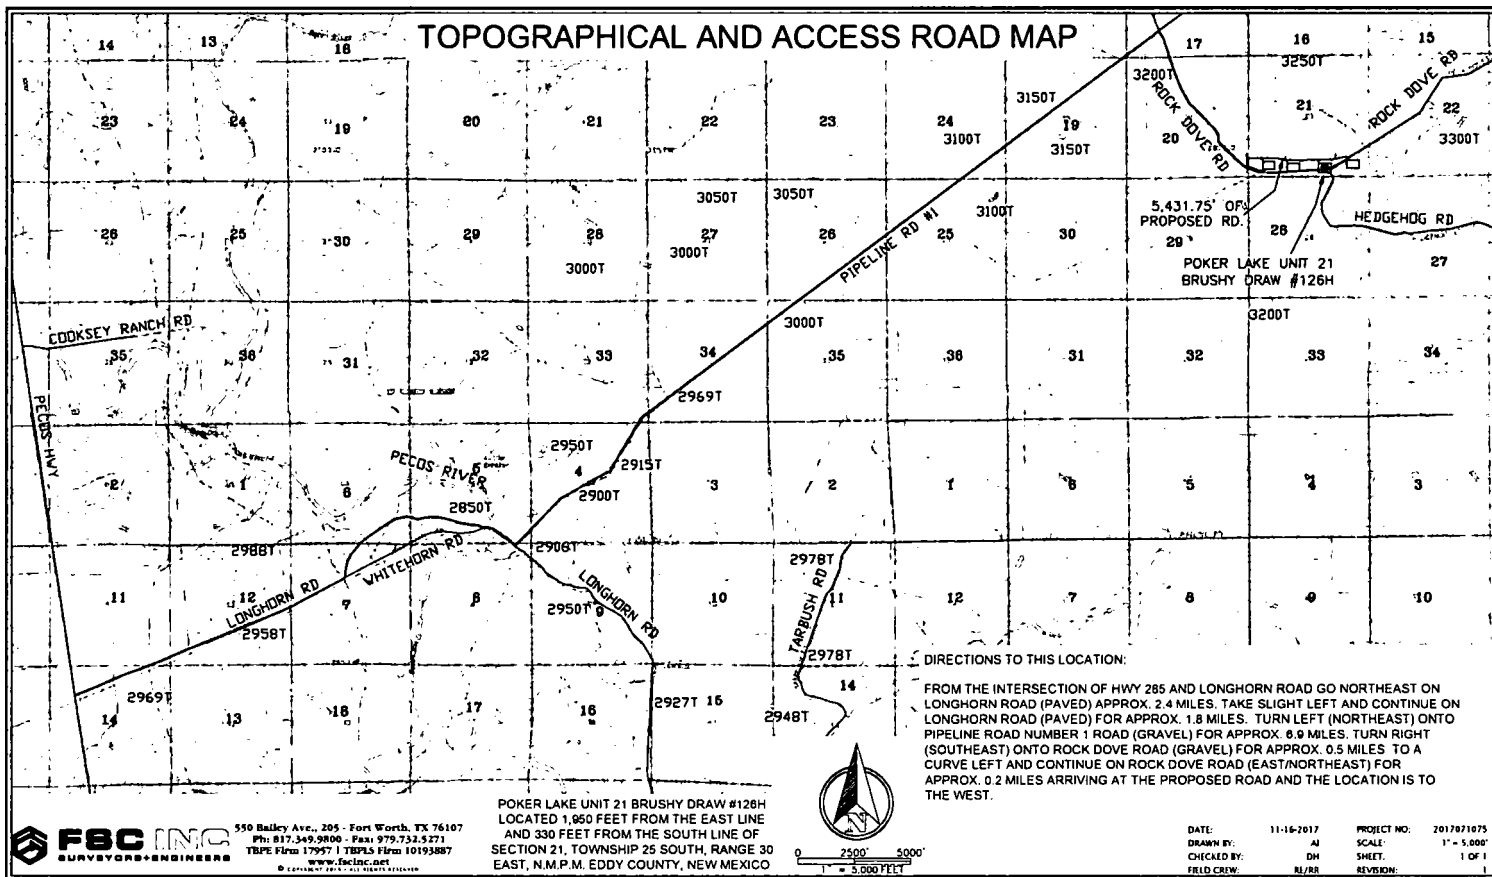 TOPOGRAPHICAL AND ACCESS ROAD MAP
14 13 18 17 16 15
3250T
3200T
ROCK DOVE RD
ROCK DOVE RD
3150T
23 24 19 20 21 22 23 24 19 20 21 22
3100T
3150T
3300T
3050T 3050T
3100T
5,431.75' OF
PROPOSED RD.
HEDGEHOG RD
26 25 30 29 28 27 26 25 30 29 28 27
PIPELINE RD #1
3000T
3000T
POKER LAKE UNIT 21
BRUSHY DRAW #126H
3000T
3200T
COOKSEY RANCH RD
35 36 31 32 33 34 35 36 31 32 33 34
2969T
PECOS HWY
2950T
PECOS RIVER
2915T
2 1 6 5 4 3 2 1 6 5 4 3
2900T
2850T
2988T
2906T
2978T
WHITEHORN RD
LONGHORN RD
LONGHORN RD
TARBUSH RD
11 12 7 8 9 10 11 12 7 8 9 10
2950T
2958T
2978T
2969T
2927T
2948T
14 13 18 17 16 15 14
DIRECTIONS TO THIS LOCATION:
FROM THE INTERSECTION OF HWY 285 AND LONGHORN ROAD GO NORTHEAST ON
LONGHORN ROAD (PAVED) APPROX. 2.4 MILES. TAKE SLIGHT LEFT AND CONTINUE ON
LONGHORN ROAD (PAVED) FOR APPROX. 1.8 MILES. TURN LEFT (NORTHEAST) ONTO
PIPELINE ROAD NUMBER 1 ROAD (GRAVEL) FOR APPROX. 6.9 MILES. TURN RIGHT
(SOUTHEAST) ONTO ROCK DOVE ROAD (GRAVEL) FOR APPROX. 0.5 MILES TO A
CURVE LEFT AND CONTINUE ON ROCK DOVE ROAD (EAST/NORTHEAST) FOR
APPROX. 0.2 MILES ARRIVING AT THE PROPOSED ROAD AND THE LOCATION IS TO
THE WEST.
FSC INC
SURVEYORS+ENGINEERS
550 Bailey Ave., 205 - Fort Worth, TX 76107
Ph: 817.349.9800 - Fax: 979.732.5271
TBPE Firm 17957 | TBPLS Firm 10193887
www.fscinc.net
© COPYRIGHT 2015 - ALL RIGHTS RESERVED
POKER LAKE UNIT 21 BRUSHY DRAW #126H
LOCATED 1,950 FEET FROM THE EAST LINE
AND 330 FEET FROM THE SOUTH LINE OF
SECTION 21, TOWNSHIP 25 SOUTH, RANGE 30
EAST, N.M.P.M. EDDY COUNTY, NEW MEXICO
N
0 2500' 5000'
1" = 5,000 FEET
DATE: 11-16-2017
DRAWN BY: AI
CHECKED BY: DH
FIELD CREW: RL/RR
PROJECT NO: 2017071075
SCALE: 1" = 5,000'
SHEET: 1 OF 1
REVISION: 1